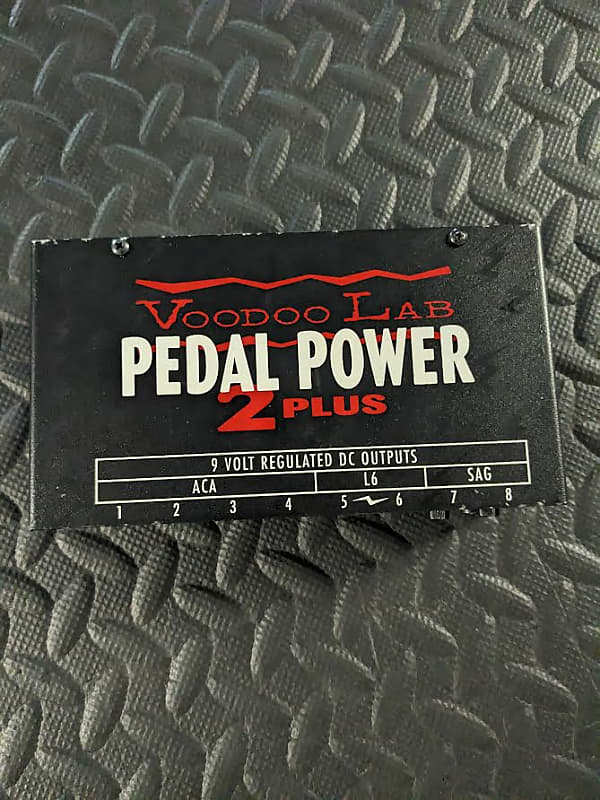 VOODOO LAB
PEDAL POWER
2 PLUS
9 VOLT REGULATED DC OUTPUTS
ACA L6 SAG
1 2 3 4 5 6 7 8